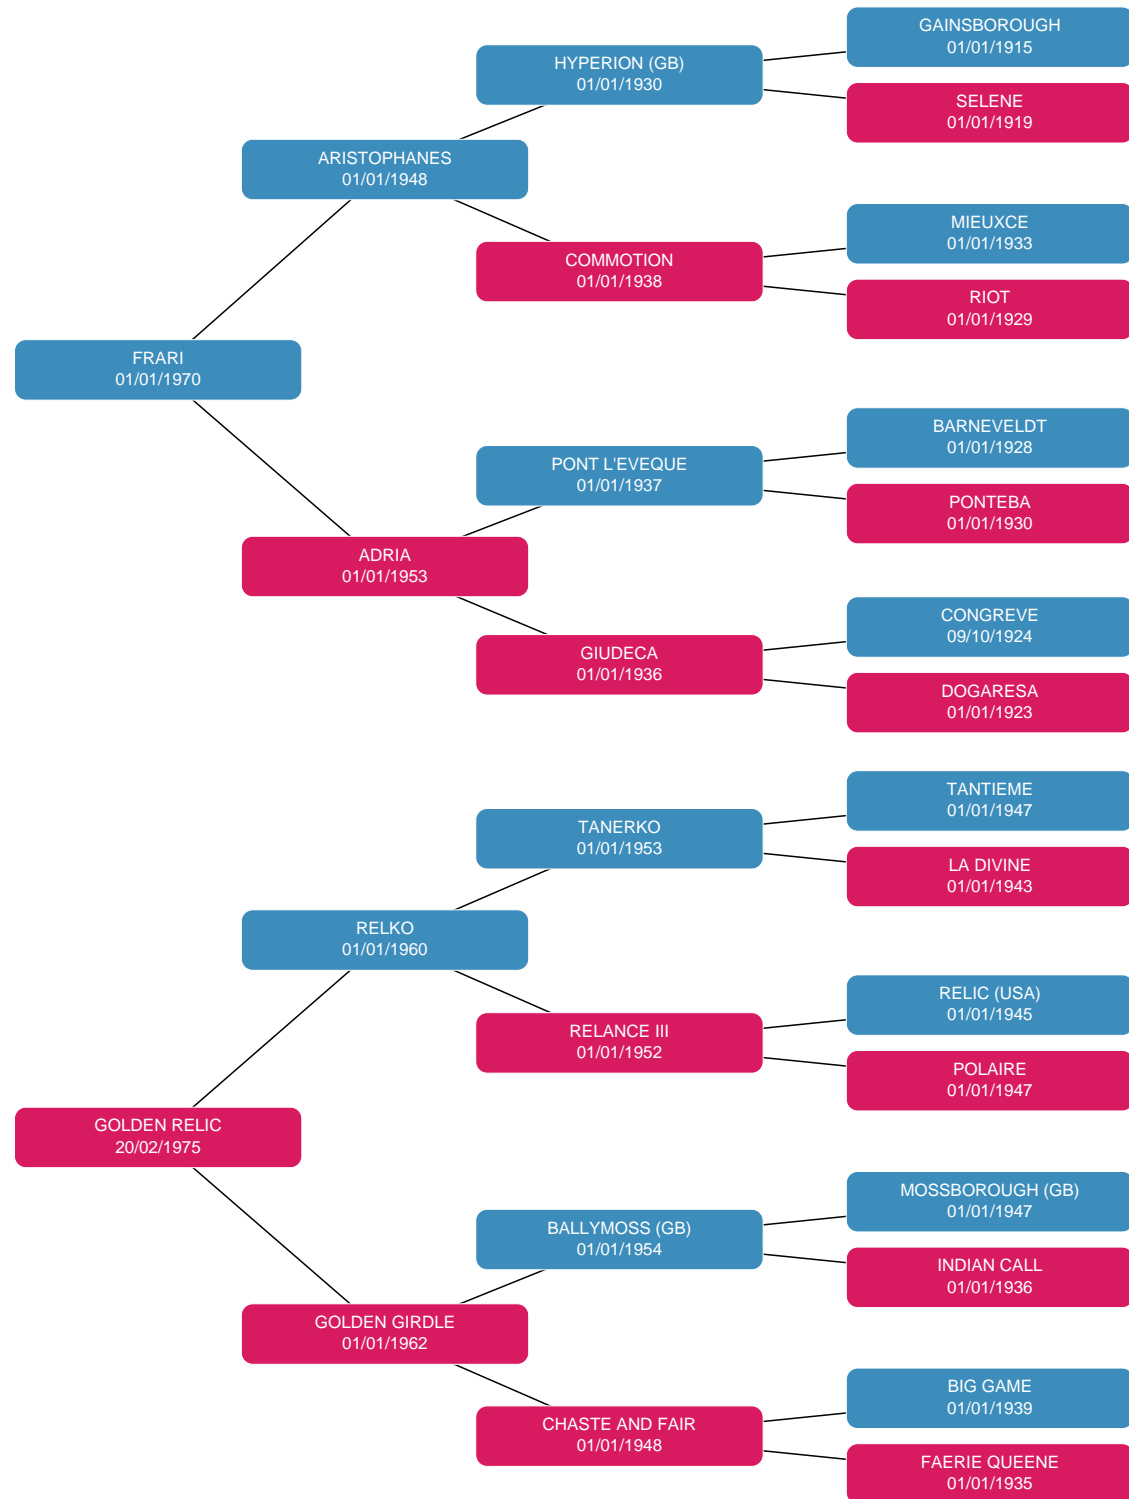 GAINSBOROUGH
01/01/1915
HYPERION (GB)
01/01/1930
SELENE
01/01/1919
ARISTOPHANES
01/01/1948
MIEUXCE
01/01/1933
COMMOTION
01/01/1938
RIOT
01/01/1929
FRARI
01/01/1970
BARNEVELDT
01/01/1928
PONT L'EVEQUE
01/01/1937
PONTEBA
01/01/1930
ADRIA
01/01/1953
CONGREVE
09/10/1924
GIUDECA
01/01/1936
DOGARESA
01/01/1923
TANTIEME
01/01/1947
TANERKO
01/01/1953
LA DIVINE
01/01/1943
RELKO
01/01/1960
RELIC (USA)
01/01/1945
RELANCE III
01/01/1952
POLAIRE
01/01/1947
GOLDEN RELIC
20/02/1975
MOSSBOROUGH (GB)
01/01/1947
BALLYMOSS (GB)
01/01/1954
INDIAN CALL
01/01/1936
GOLDEN GIRDLE
01/01/1962
BIG GAME
01/01/1939
CHASTE AND FAIR
01/01/1948
FAERIE QUEENE
01/01/1935